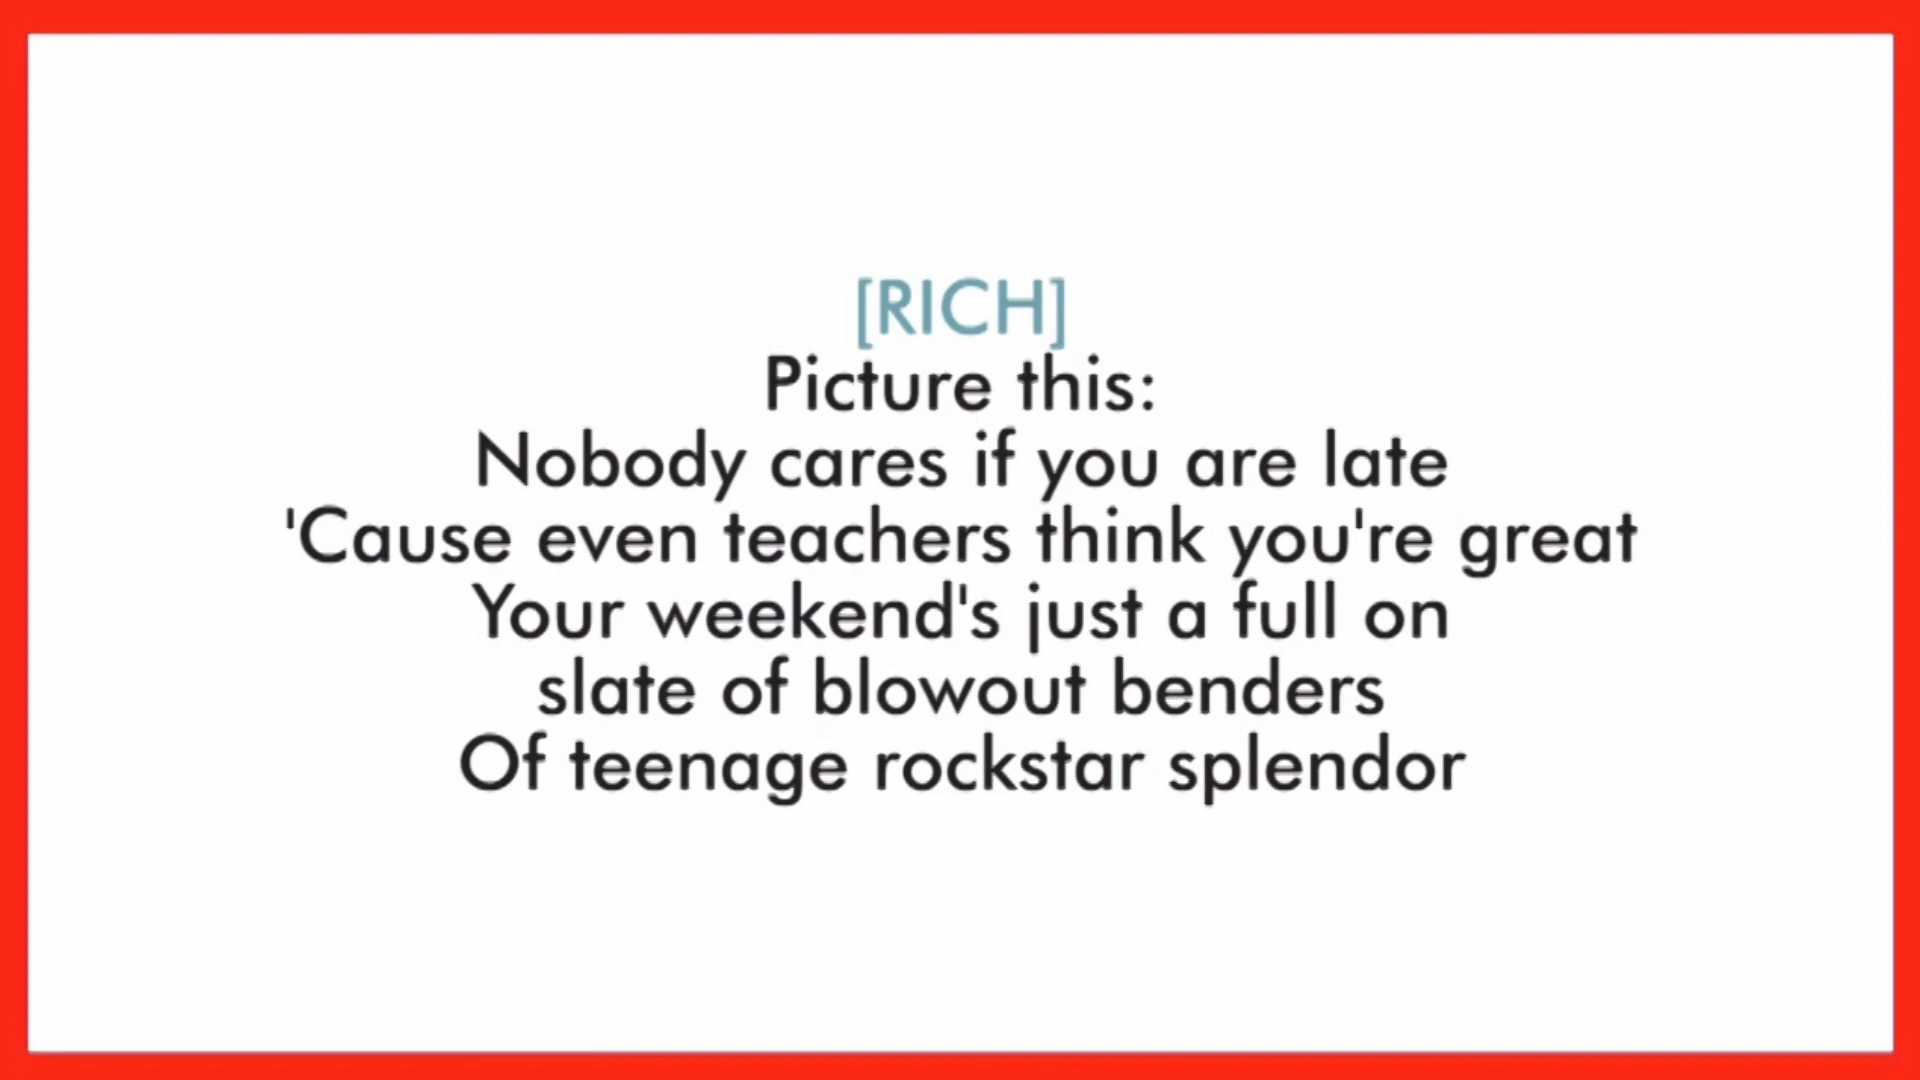 [RICH]
Picture this:
Nobody cares if you are late
'Cause even teachers think you're great
Your weekend's just a full on
slate of blowout benders
Of teenage rockstar splendor